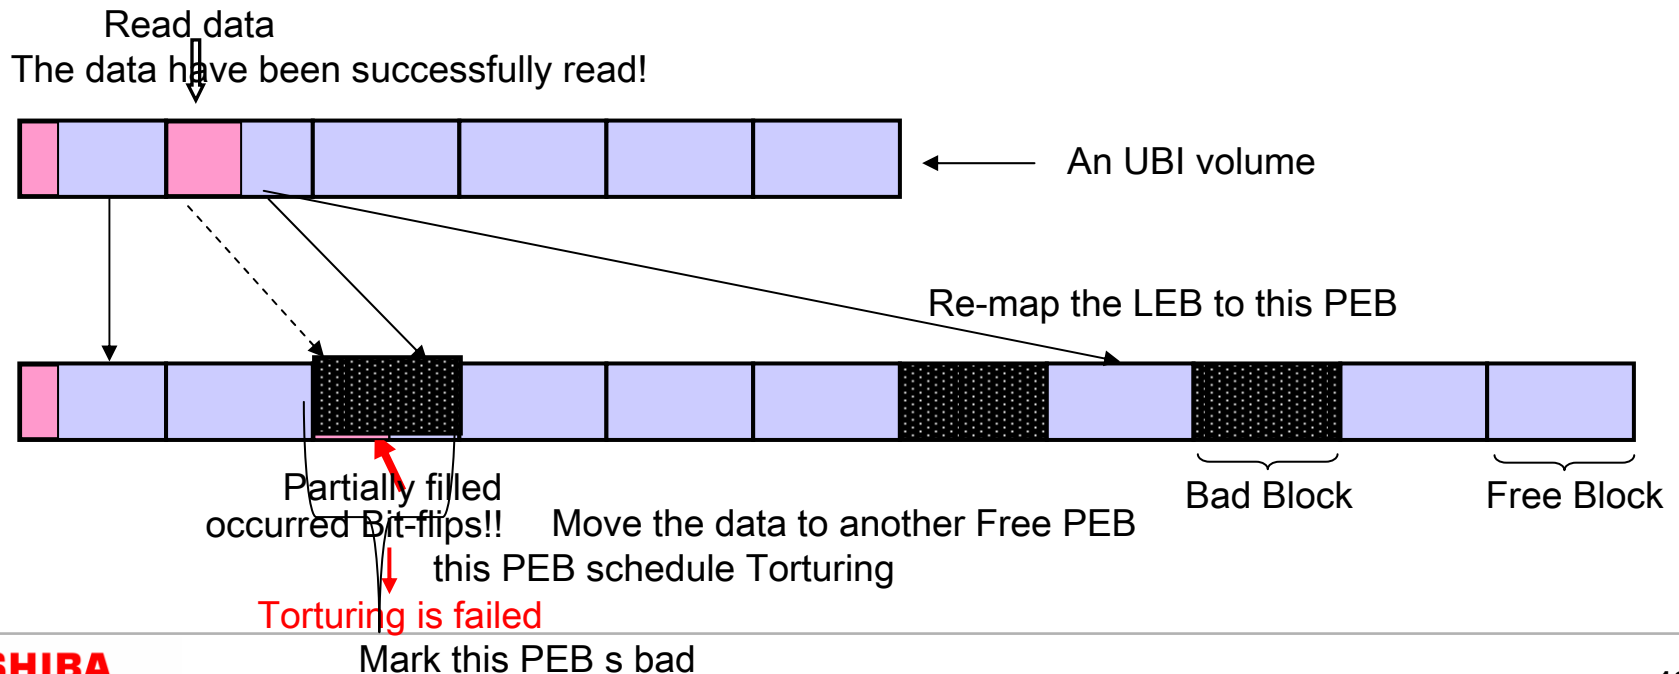 Read data
The data have been successfully read!
An UBI volume
Re-map the LEB to this PEB
Partially filled
occurred Bit-flips!!
Bad Block
Free Block
Move the data to another Free PEB
this PEB schedule Torturing
Torturing is failed
Mark this PEB s bad